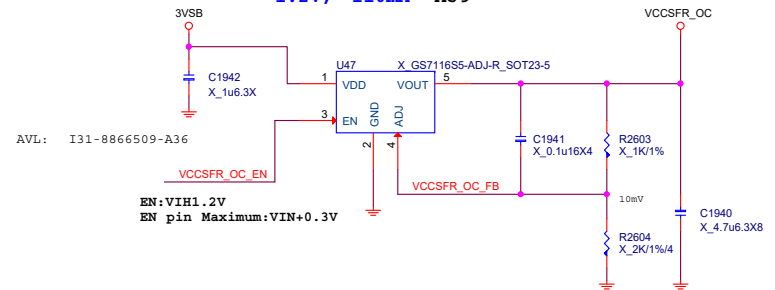 3VSB
VCCSFR_OC
U47
X_GS7116S5-ADJ-R_SOT23-5
C1942
X_1u6.3X
1
VDD
VOUT
5
3
EN
GND
ADJ
2
4
AVL: I31-8866509-A36
C1941
X_0.1u16X4
R2603
X_1K/1%
VCCSFR_OC_EN
VCCSFR_OC_FB
10mV
EN:VIH1.2V
EN pin Maximum:VIN+0.3V
C1940
X_4.7u6.3X8
R2604
X_2K/1%/4